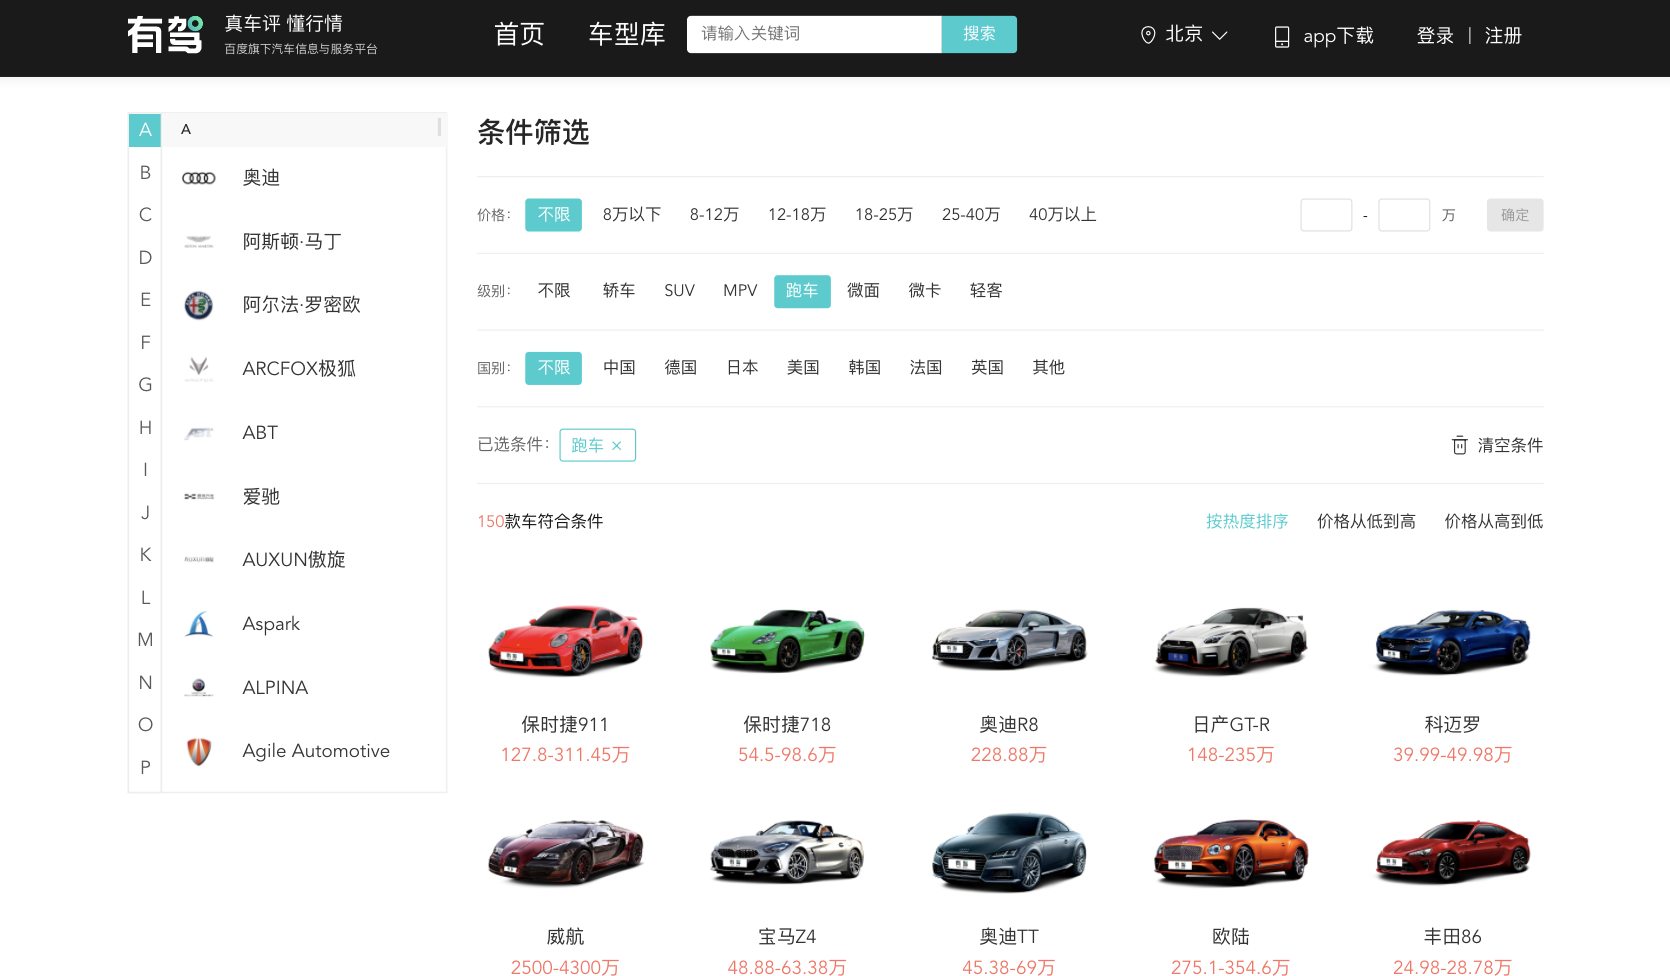 有驾
真车评 懂行情
百度旗下汽车信息与服务平台
首页 车型库 请输入关键词 搜索 北京 app下载 登录 | 注册
A A
B 奥迪
C 阿斯顿·马丁
D
E 阿尔法·罗密欧
F ARCFOX极狐
G
H ABT
I 爱驰
J
K AUXUN傲旋
L Aspark
M
N ALPINA
O Agile Automotive
P
条件筛选
价格: 不限 8万以下 8-12万 12-18万 18-25万 25-40万 40万以上 - 万 确定
级别: 不限 轿车 SUV MPV 跑车 微面 微卡 轻客
国别: 不限 中国 德国 日本 美国 韩国 法国 英国 其他
已选条件: 跑车 × 清空条件
150款车符合条件 按热度排序 价格从低到高 价格从高到低
保时捷911 保时捷718 奥迪R8 日产GT-R 科迈罗
127.8-311.45万 54.5-98.6万 228.88万 148-235万 39.99-49.98万
威航 宝马Z4 奥迪TT 欧陆 丰田86
2500-4300万 48.88-63.38万 45.38-69万 275.1-354.6万 24.98-28.78万